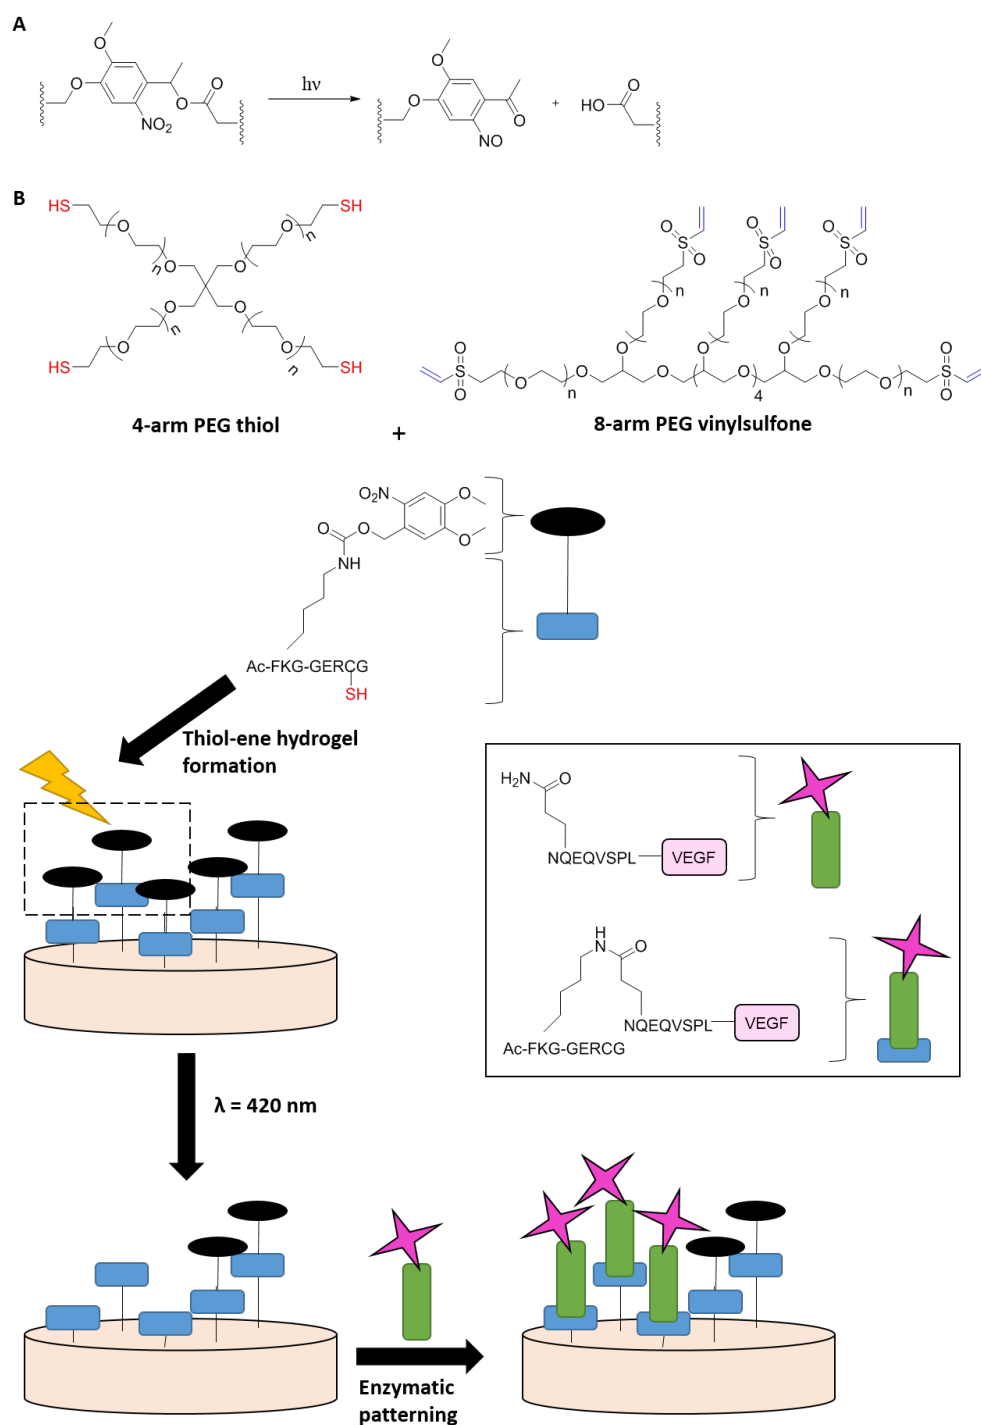 A
O
O
O
O
NO2
hν
O
O
O
NO
+
HO
O
B
HS
SH
O
O
n
n
O
O
O
O
O
O
n
n
HS
SH
4-arm PEG thiol
+
O
S
O
O
S
O
O
S
O
n
n
n
O
O
O
O
O
O
O
S
O
O
n
O
O
O
4
O
O
n
O
S
O
8-arm PEG vinylsulfone
O2N
O
O
O
O
NH
Ac-FKG-GERCG
SH
Thiol-ene hydrogel
formation
H2N
O
NQEQVSPL
VEGF
H
N
O
NQEQVSPL
VEGF
Ac-FKG-GERCG
λ = 420 nm
Enzymatic
patterning